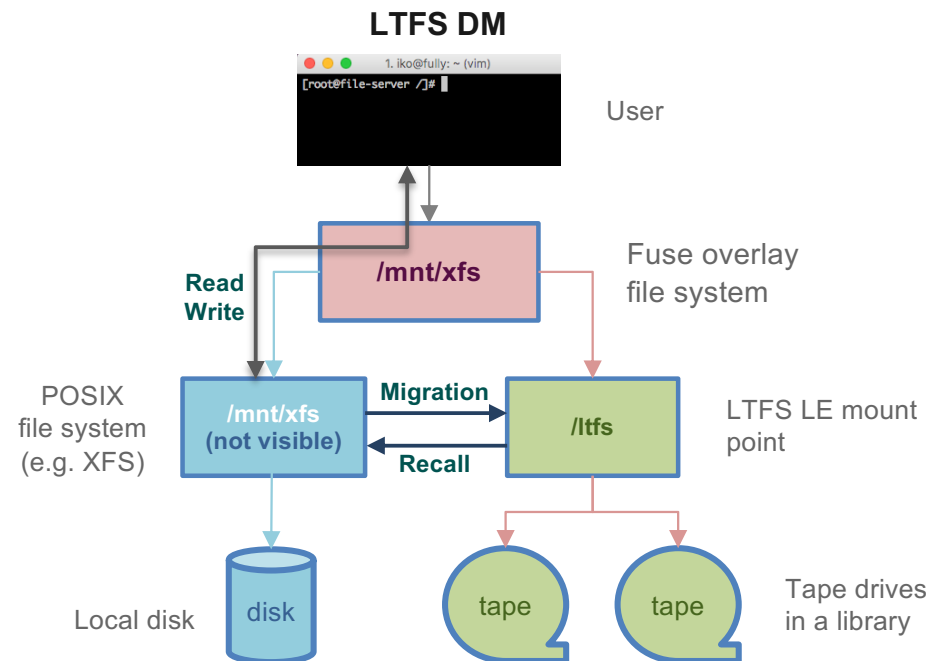 LTFS DM
1. iko@fully: ~ (vim)
[root@file-server /]#
User
/mnt/xfs
Fuse overlay
file system
Read
Write
POSIX
file system
(e.g. XFS)
/mnt/xfs
(not visible)
Migration
Recall
/ltfs
LTFS LE mount
point
Local disk
disk
tape
tape
Tape drives
in a library